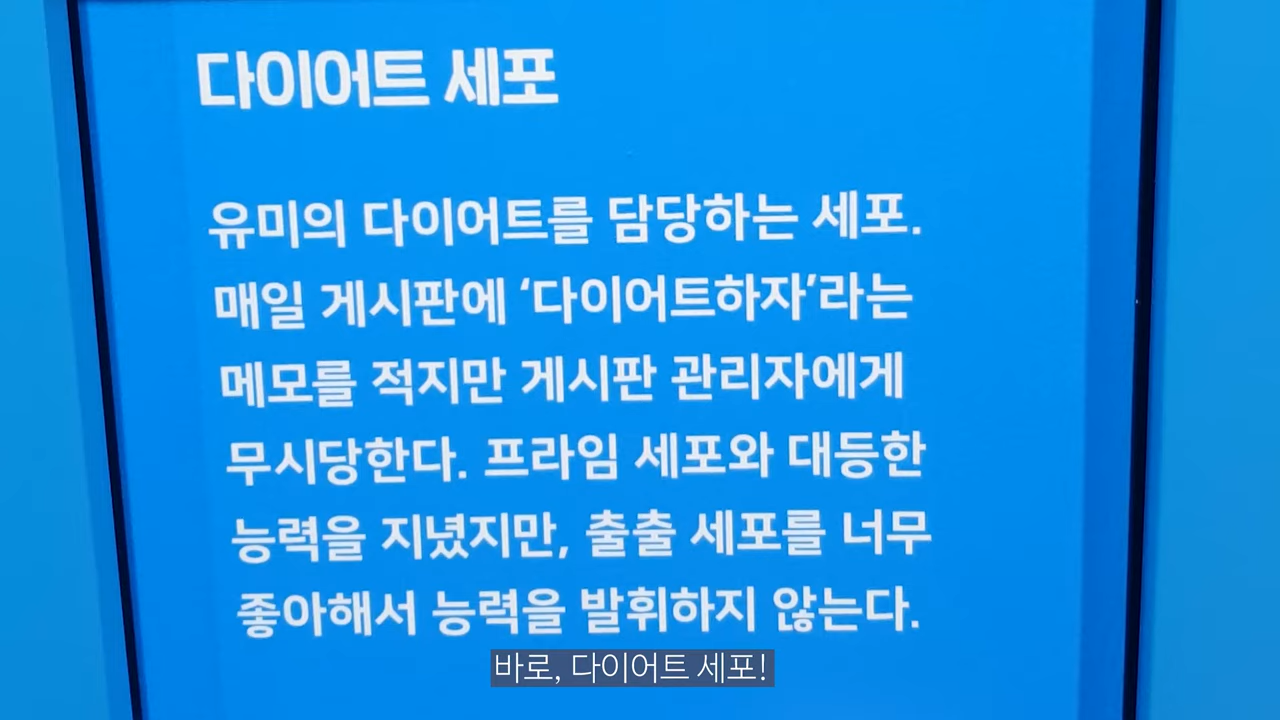 다이어트 세포
유미의 다이어트를 담당하는 세포.
매일 게시판에 ‘다이어트하자’라는
메모를 적지만 게시판 관리자에게
무시당한다. 프라임 세포와 대등한
능력을 지녔지만, 출출 세포를 너무
좋아해서 능력을 발휘하지 않는다.
바로, 다이어트 세포!